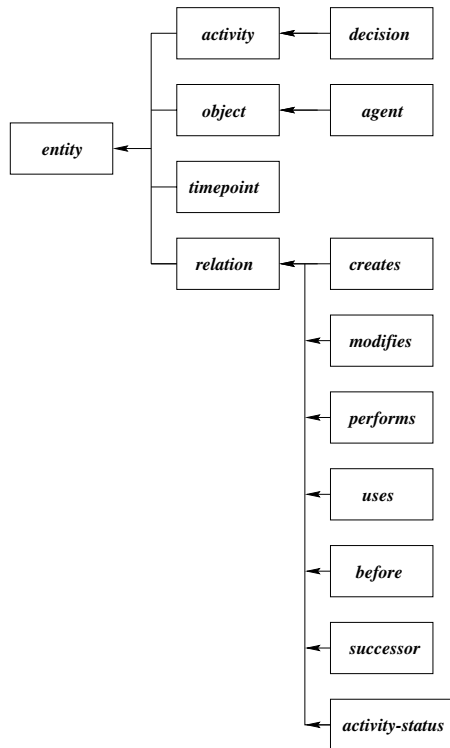 activity
decision
object
agent
entity
timepoint
relation
creates
modifies
performs
uses
before
successor
activity-status